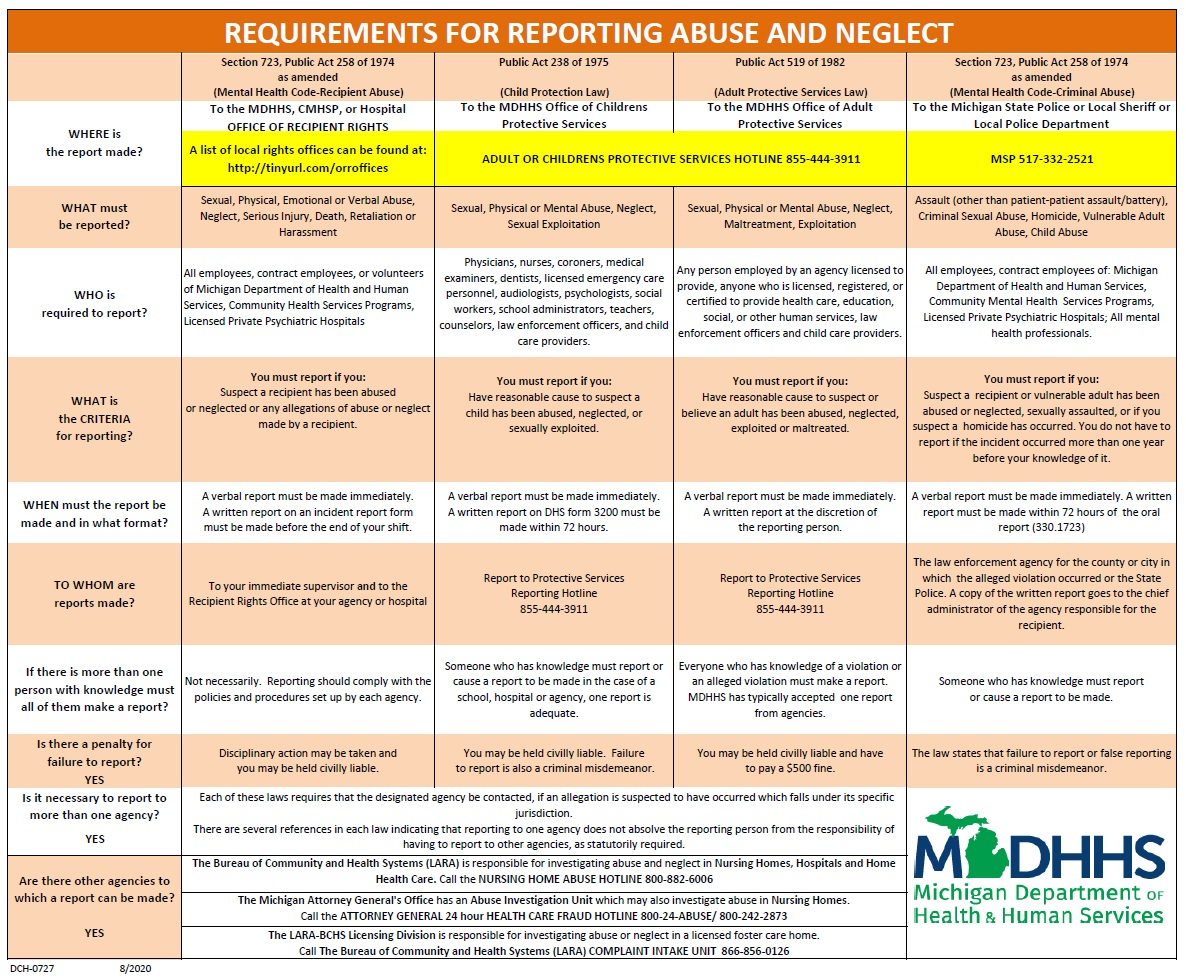 REQUIREMENTS FOR REPORTING ABUSE AND NEGLECT
Section 723, Public Act 258 of 1974
as amended
(Mental Health Code-Recipient Abuse)
Public Act 238 of 1975
(Child Protection Law)
Public Act 519 of 1982
(Adult Protective Services Law)
Section 723, Public Act 258 of 1974
as amended
(Mental Health Code-Criminal Abuse)
WHERE is
the report made?
To the MDHHS, CMHSP, or Hospital
OFFICE OF RECIPIENT RIGHTS
To the MDHHS Office of Childrens
Protective Services
To the MDHHS Office of Adult
Protective Services
To the Michigan State Police or Local Sheriff or
Local Police Department
A list of local rights offices can be found at:
http://tinyurl.com/orroffices
ADULT OR CHILDRENS PROTECTIVE SERVICES HOTLINE 855-444-3911
MSP 517-332-2521
WHAT must
be reported?
Sexual, Physical, Emotional or Verbal Abuse,
Neglect, Serious Injury, Death, Retaliation or
Harassment
Sexual, Physical or Mental Abuse, Neglect,
Sexual Exploitation
Sexual, Physical or Mental Abuse, Neglect,
Maltreatment, Exploitation
Assault (other than patient-patient assault/battery),
Criminal Sexual Abuse, Homicide, Vulnerable Adult
Abuse, Child Abuse
WHO is
required to report?
All employees, contract employees, or volunteers
of Michigan Department of Health and Human
Services, Community Health Services Programs,
Licensed Private Psychiatric Hospitals
Physicians, nurses, coroners, medical
examiners, dentists, licensed emergency care
personnel, audiologists, psychologists, social
workers, school administrators, teachers,
counselors, law enforcement officers, and child
care providers.
Any person employed by an agency licensed to
provide, anyone who is licensed, registered, or
certified to provide health care, education,
social, or other human services, law
enforcement officers and child care providers.
All employees, contract employees of: Michigan
Department of Health and Human Services,
Community Mental Health Services Programs,
Licensed Private Psychiatric Hospitals; All mental
health professionals.
WHAT is
the CRITERIA
for reporting?
You must report if you:
Suspect a recipient has been abused
or neglected or any allegations of abuse or neglect
made by a recipient.
You must report if you:
Have reasonable cause to suspect a
child has been abused, neglected, or
sexually exploited.
You must report if you:
Have reasonable cause to suspect or
believe an adult has been abused, neglected,
exploited or maltreated.
You must report if you:
Suspect a recipient or vulnerable adult has been
abused or neglected, sexually assaulted, or if you
suspect a homicide has occurred. You do not have to
report if the incident occurred more than one year
before your knowledge of it.
WHEN must the report be
made and in what format?
A verbal report must be made immediately.
A written report on an incident report form
must be made before the end of your shift.
A verbal report must be made immediately.
A written report on DHS form 3200 must be
made within 72 hours.
A verbal report must be made immediately.
A written report at the discretion of
the reporting person.
A verbal report must be made immediately. A written
report must be made within 72 hours of the oral
report (330.1723)
TO WHOM are
reports made?
To your immediate supervisor and to the
Recipient Rights Office at your agency or hospital
Report to Protective Services
Reporting Hotline
855-444-3911
Report to Protective Services
Reporting Hotline
855-444-3911
The law enforcement agency for the county or city in
which the alleged violation occurred or the State
Police. A copy of the written report goes to the chief
administrator of the agency responsible for the
recipient.
If there is more than one
person with knowledge must
all of them make a report?
Not necessarily. Reporting should comply with the
policies and procedures set up by each agency.
Someone who has knowledge must report or
cause a report to be made in the case of a
school, hospital or agency, one report is
adequate.
Everyone who has knowledge of a violation or
an alleged violation must make a report.
MDHHS has typically accepted one report
from agencies.
Someone who has knowledge must report
or cause a report to be made.
Is there a penalty for
failure to report?
YES
Disciplinary action may be taken and
you may be held civilly liable.
You may be held civilly liable. Failure
to report is also a criminal misdemeanor.
You may be held civilly liable and have
to pay a $500 fine.
The law states that failure to report or false reporting
is a criminal misdemeanor.
Is it necessary to report to
more than one agency?
YES
Each of these laws requires that the designated agency be contacted, if an allegation is suspected to have occurred which falls under its specific
jurisdiction.
There are several references in each law indicating that reporting to one agency does not absolve the reporting person from the responsibility of
having to report to other agencies, as statutorily required.
Are there other agencies to
which a report can be made?
YES
The Bureau of Community and Health Systems (LARA) is responsible for investigating abuse and neglect in Nursing Homes, Hospitals and Home
Health Care. Call the NURSING HOME ABUSE HOTLINE 800-882-6006
The Michigan Attorney General's Office has an Abuse Investigation Unit which may also investigate abuse in Nursing Homes.
Call the ATTORNEY GENERAL 24 hour HEALTH CARE FRAUD HOTLINE 800-24-ABUSE/ 800-242-2873
The LARA-BCHS Licensing Division is responsible for investigating abuse or neglect in a licensed foster care home.
Call The Bureau of Community and Health Systems (LARA) COMPLAINT INTAKE UNIT 866-856-0126
MDHHS
Michigan Department OF
Health & Human Services
DCH-0727 8/2020